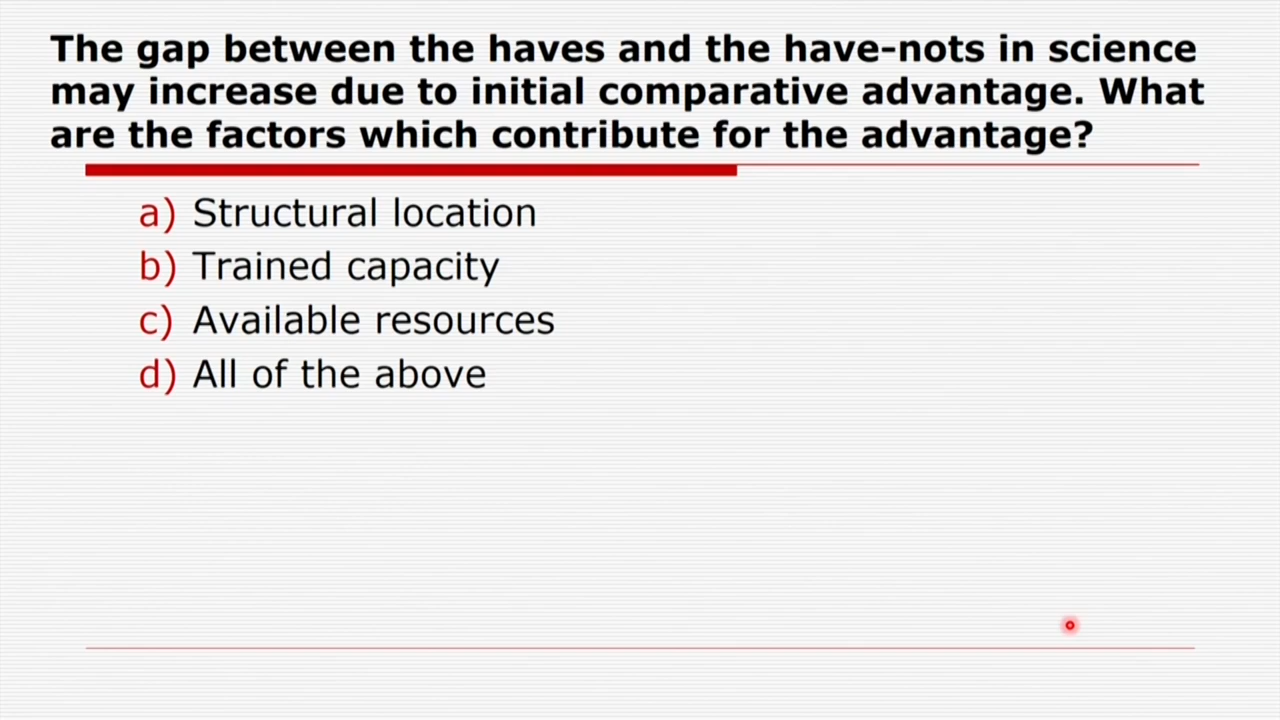 The gap between the haves and the have-nots in science
may increase due to initial comparative advantage. What
are the factors which contribute for the advantage?
a) Structural location
b) Trained capacity
c) Available resources
d) All of the above